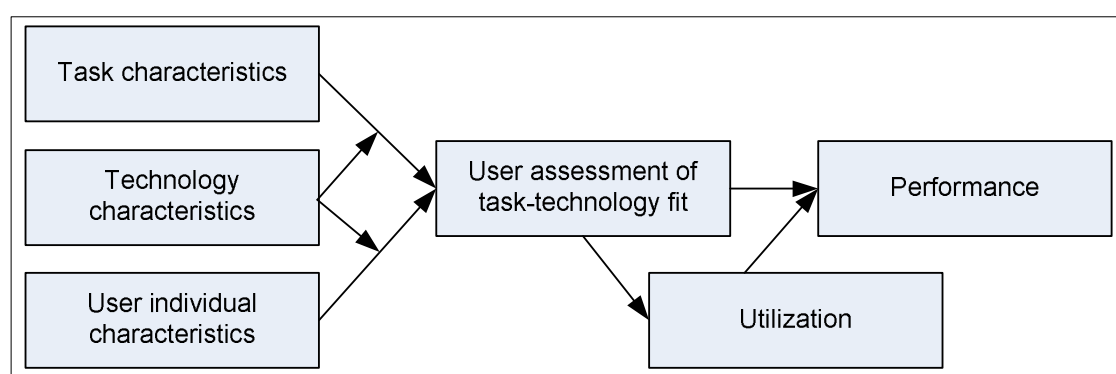 Task characteristics
Technology
characteristics
User individual
characteristics
User assessment of
task-technology fit
Performance
Utilization